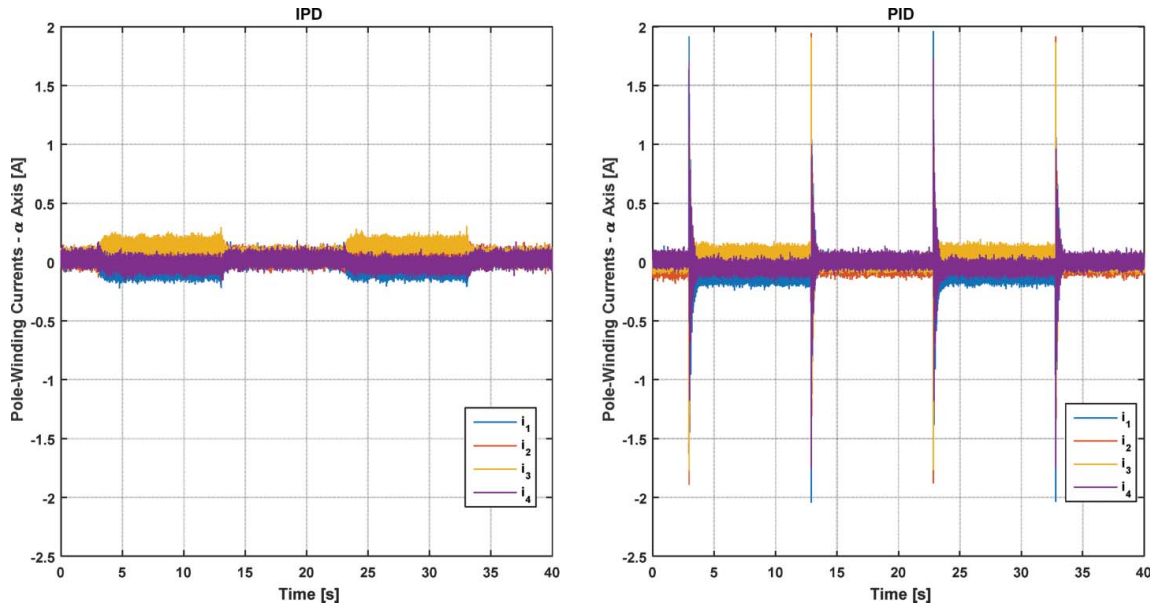 IPD
Pole-Winding Currents - α Axis [A]
2
1.5
1
0.5
0
-0.5
-1
-1.5
-2
-2.5
i1
i2
i3
i4
0 5 10 15 20 25 30 35 40
Time [s]
PID
Pole-Winding Currents - α Axis [A]
2
1.5
1
0.5
0
-0.5
-1
-1.5
-2
-2.5
i1
i2
i3
i4
0 5 10 15 20 25 30 35 40
Time [s]